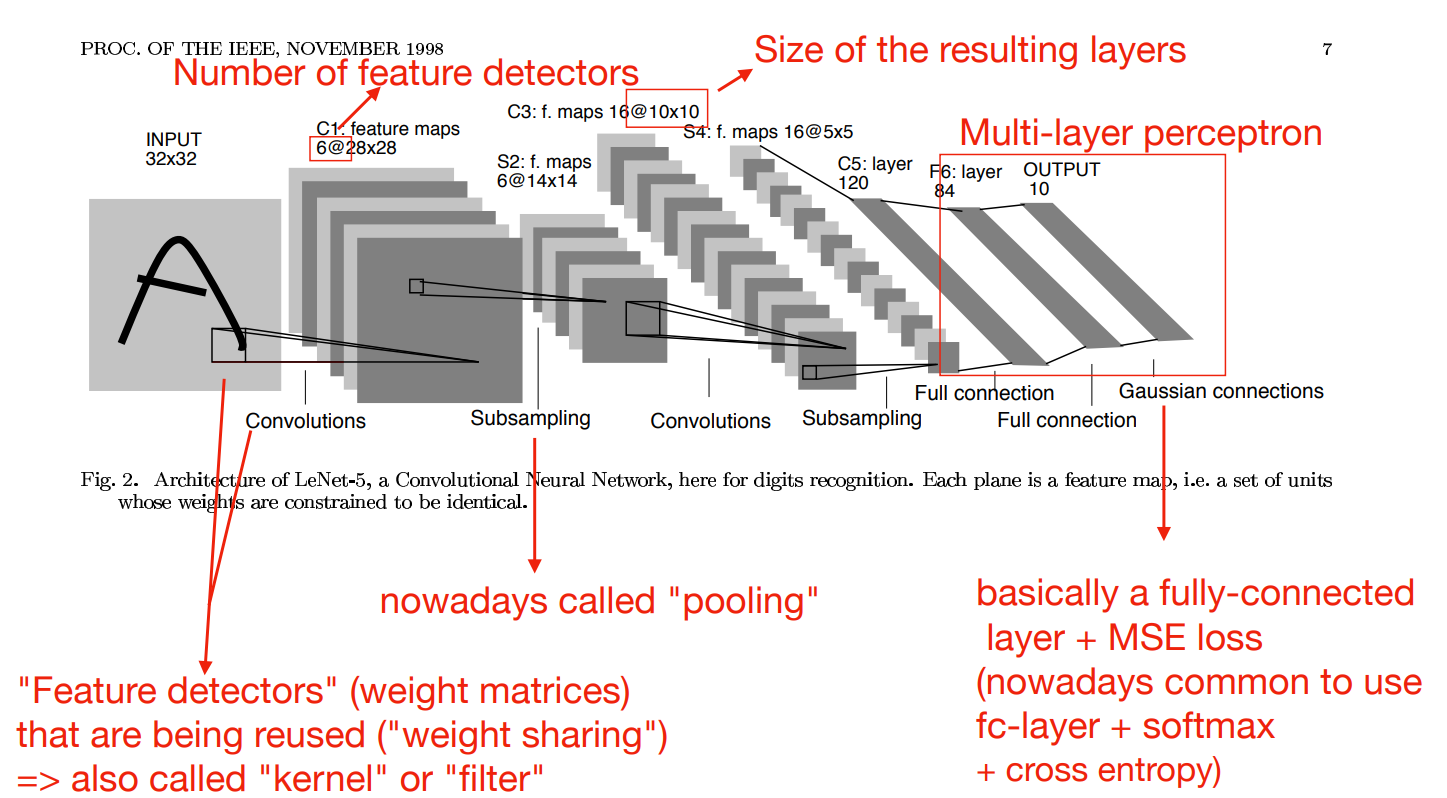 PROC. OF THE IEEE, NOVEMBER 1998
7
Number of feature detectors
Size of the resulting layers
Multi-layer perceptron
INPUT
32x32
C1: feature maps
6@28x28
S2: f. maps
6@14x14
C3: f. maps 16@10x10
S4: f. maps 16@5x5
C5: layer
120
F6: layer
84
OUTPUT
10
Convolutions
Subsampling
Convolutions
Subsampling
Full connection
Full connection
Gaussian connections
Fig. 2. Architecture of LeNet-5, a Convolutional Neural Network, here for digits recognition. Each plane is a feature map, i.e. a set of units
whose weights are constrained to be identical.
nowadays called "pooling"
"Feature detectors" (weight matrices)
that are being reused ("weight sharing")
=> also called "kernel" or "filter"
basically a fully-connected
layer + MSE loss
(nowadays common to use
fc-layer + softmax
+ cross entropy)